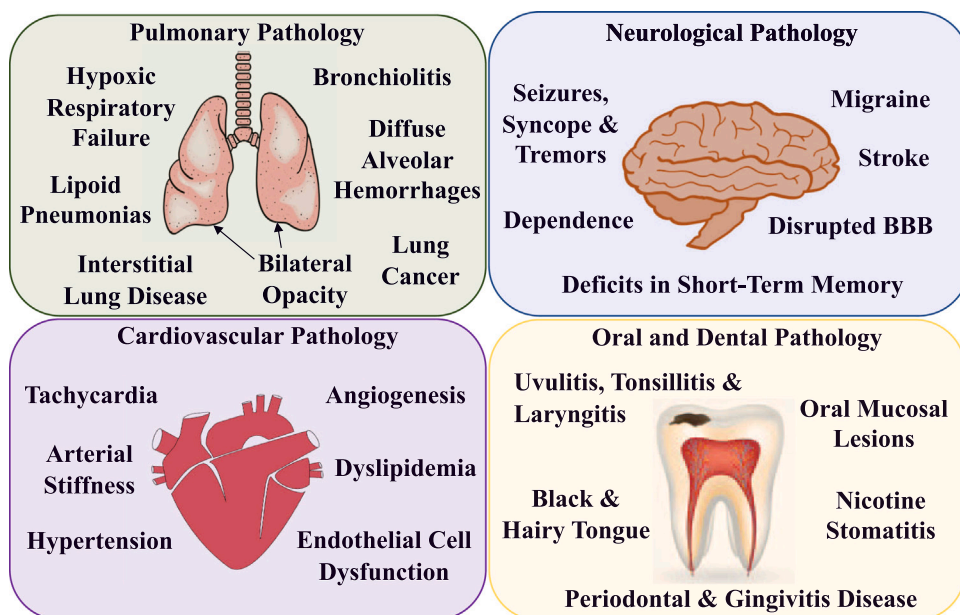 Pulmonary Pathology
Hypoxic
Respiratory
Failure
Bronchiolitis
Diffuse
Alveolar
Hemorrhages
Lipoid
Pneumonias
Interstitial
Lung Disease
Bilateral
Opacity
Lung
Cancer
Neurological Pathology
Seizures,
Syncope &
Tremors
Migraine
Stroke
Dependence
Disrupted BBB
Deficits in Short-Term Memory
Cardiovascular Pathology
Tachycardia
Angiogenesis
Arterial
Stiffness
Dyslipidemia
Hypertension
Endothelial Cell
Dysfunction
Oral and Dental Pathology
Uvulitis, Tonsillitis &
Laryngitis
Oral Mucosal
Lesions
Black &
Hairy Tongue
Nicotine
Stomatitis
Periodontal & Gingivitis Disease